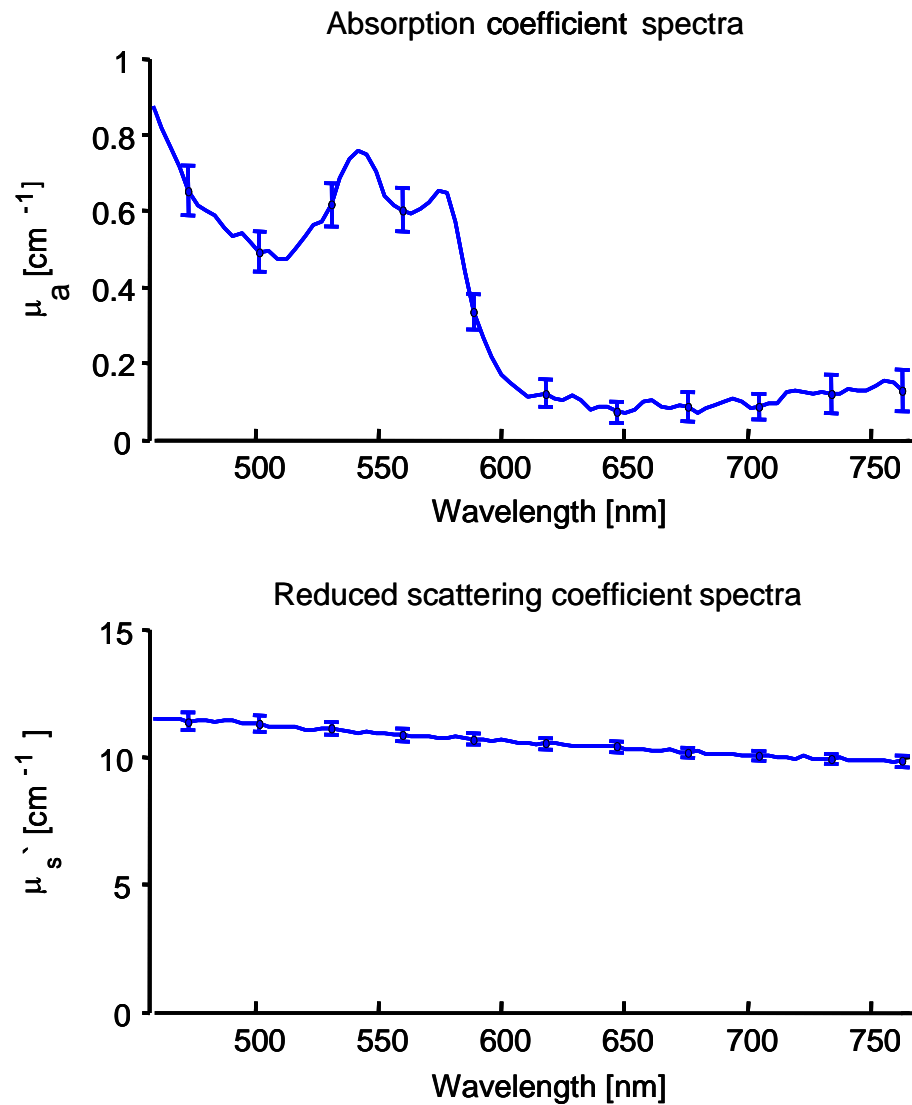 Absorption coefficient spectra
1
0.8
0.6
0.4
0.2
0
μ a [cm -1]
500 550 600 650 700 750
Wavelength [nm]
Reduced scattering coefficient spectra
15
10
5
0
μ s ` [cm -1 ]
500 550 600 650 700 750
Wavelength [nm]